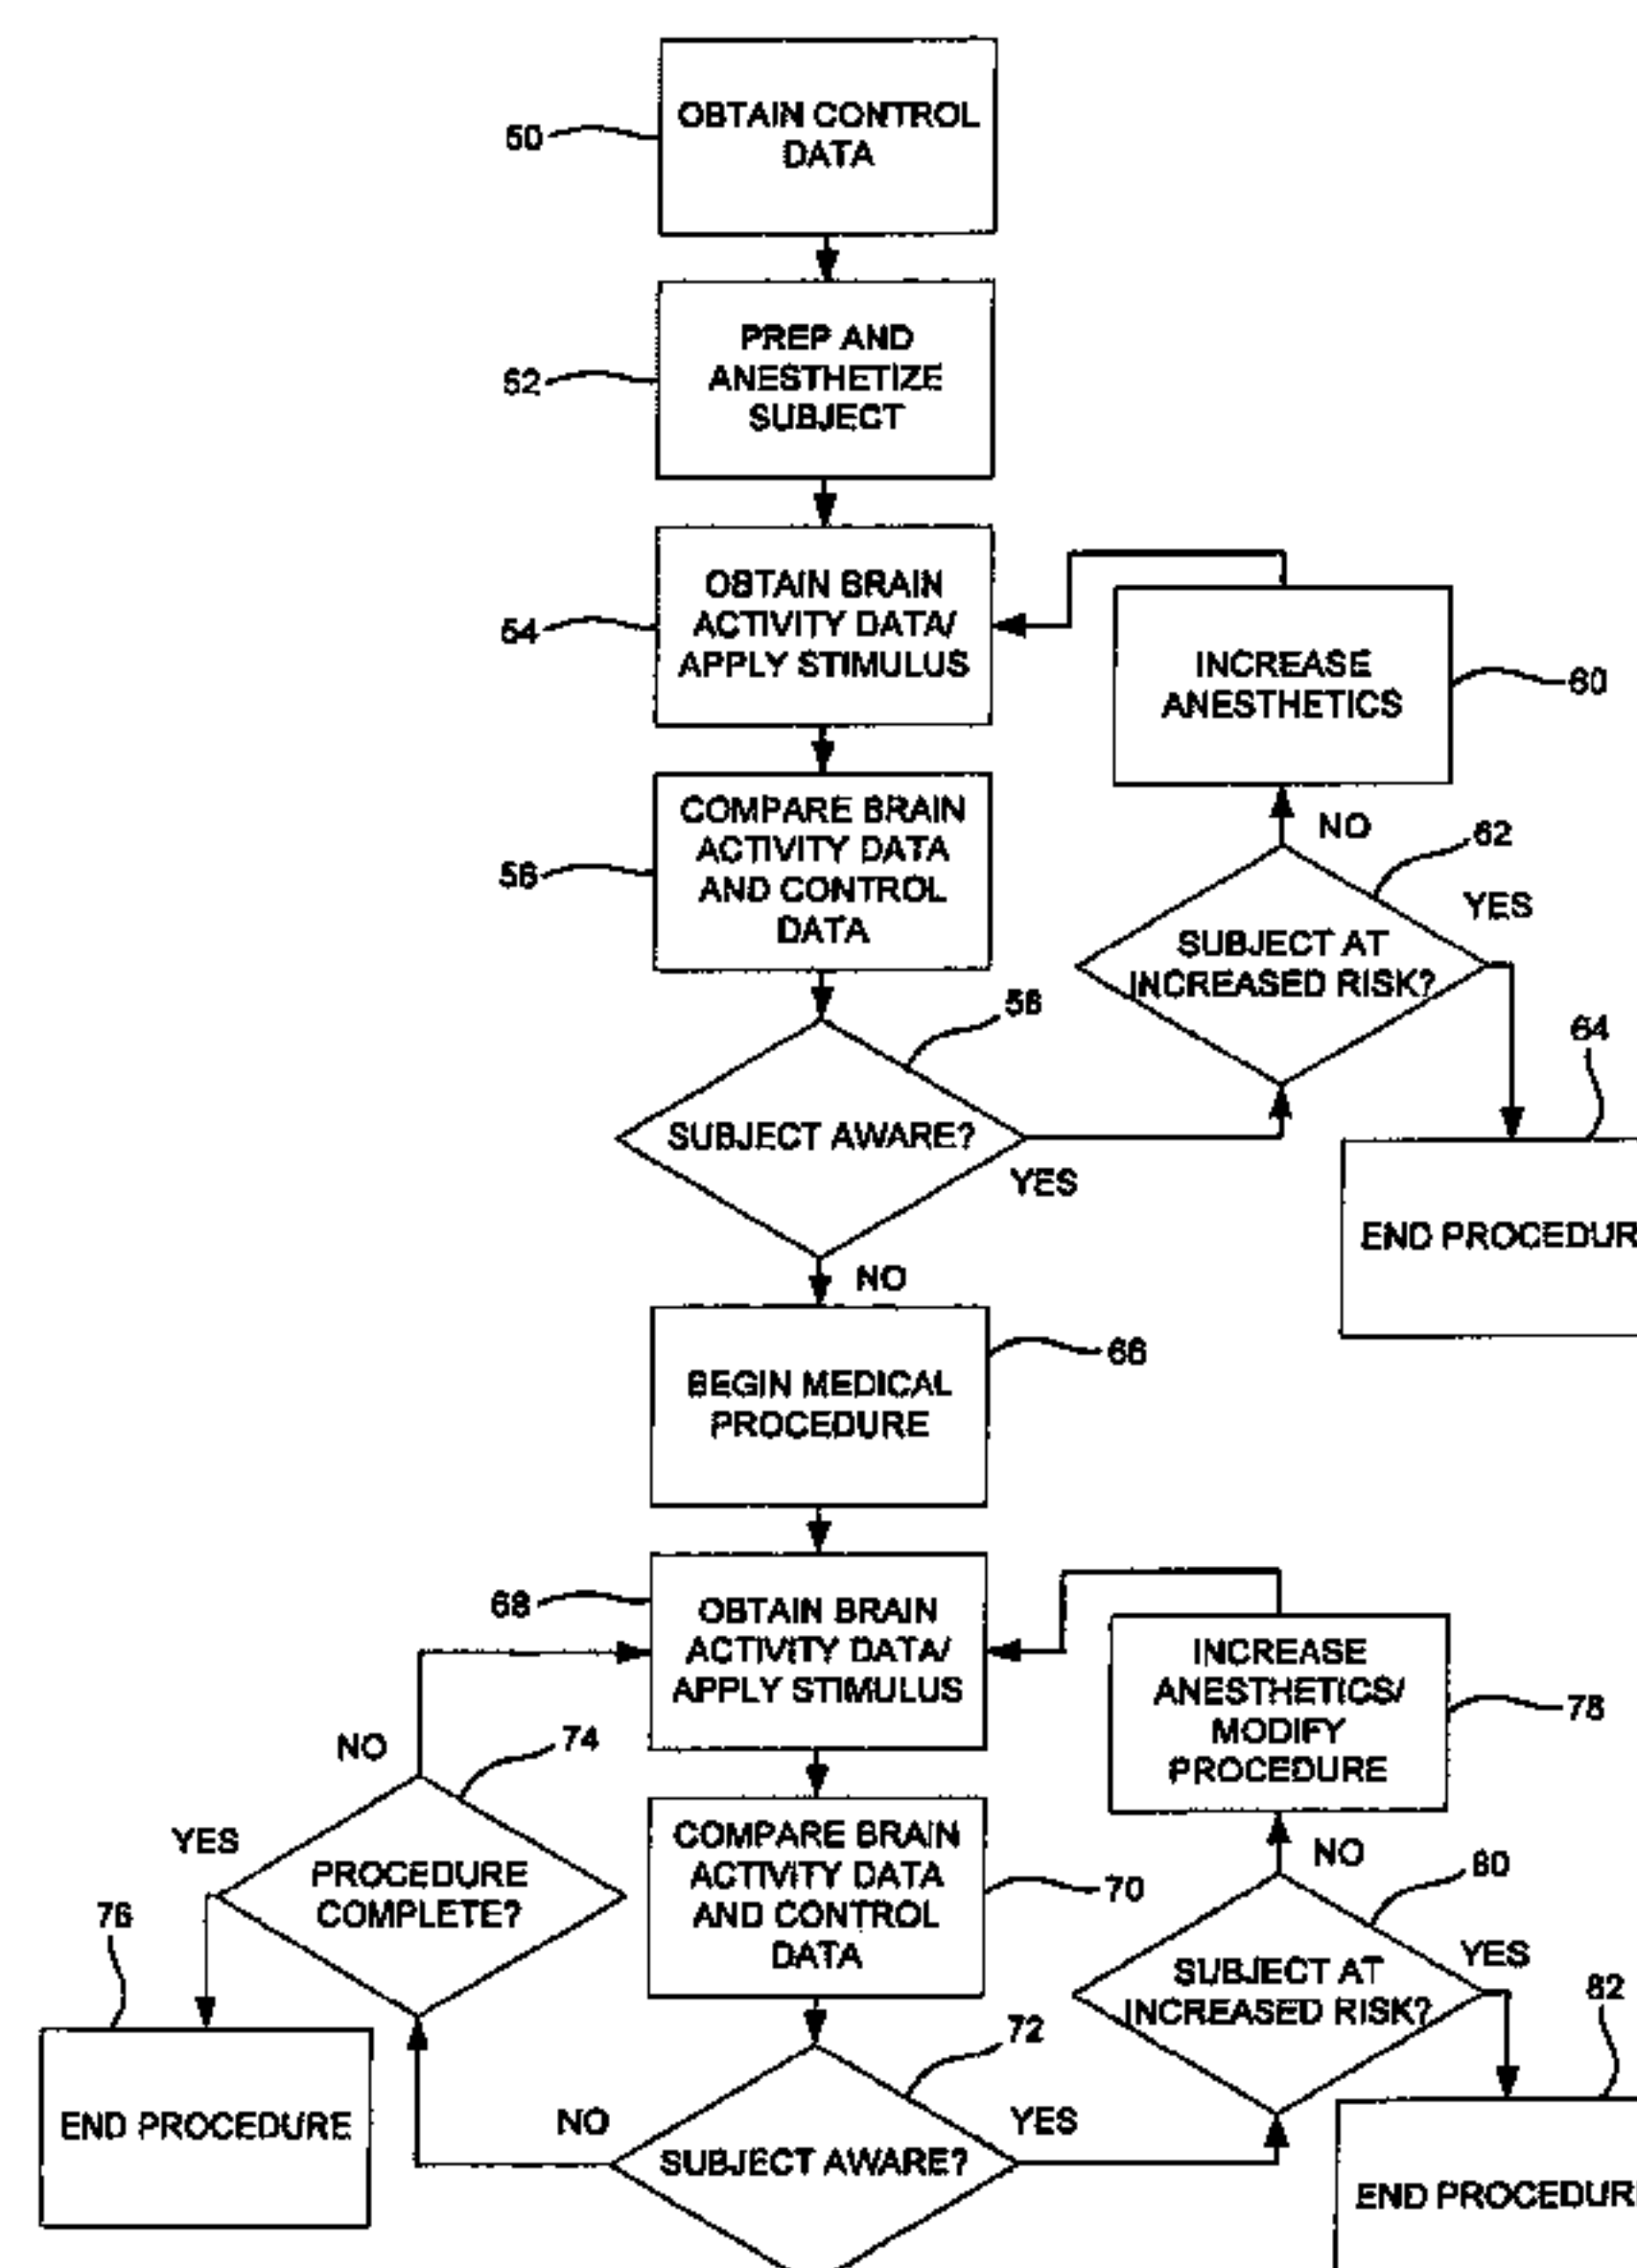 OBTAIN CONTROL
DATA
50
PREP AND
ANESTHETIZE
SUBJECT
52
OBTAIN BRAIN
ACTIVITY DATA/
APPLY STIMULUS
54
INCREASE
ANESTHETICS
60
COMPARE BRAIN
ACTIVITY DATA
AND CONTROL
DATA
56
NO
62
YES
SUBJECT AT
INCREASED RISK?
58
64
SUBJECT AWARE?
YES
END PROCEDUR
NO
BEGIN MEDICAL
PROCEDURE
66
68
OBTAIN BRAIN
ACTIVITY DATA/
APPLY STIMULUS
INCREASE
ANESTHETICS/
MODIFY
PROCEDURE
78
NO
74
YES
PROCEDURE
COMPLETE?
COMPARE BRAIN
ACTIVITY DATA
AND CONTROL
DATA
70
NO
80
YES
SUBJECT AT
INCREASED RISK?
76
82
72
END PROCEDURE
NO
SUBJECT AWARE?
YES
END PROCEDUR